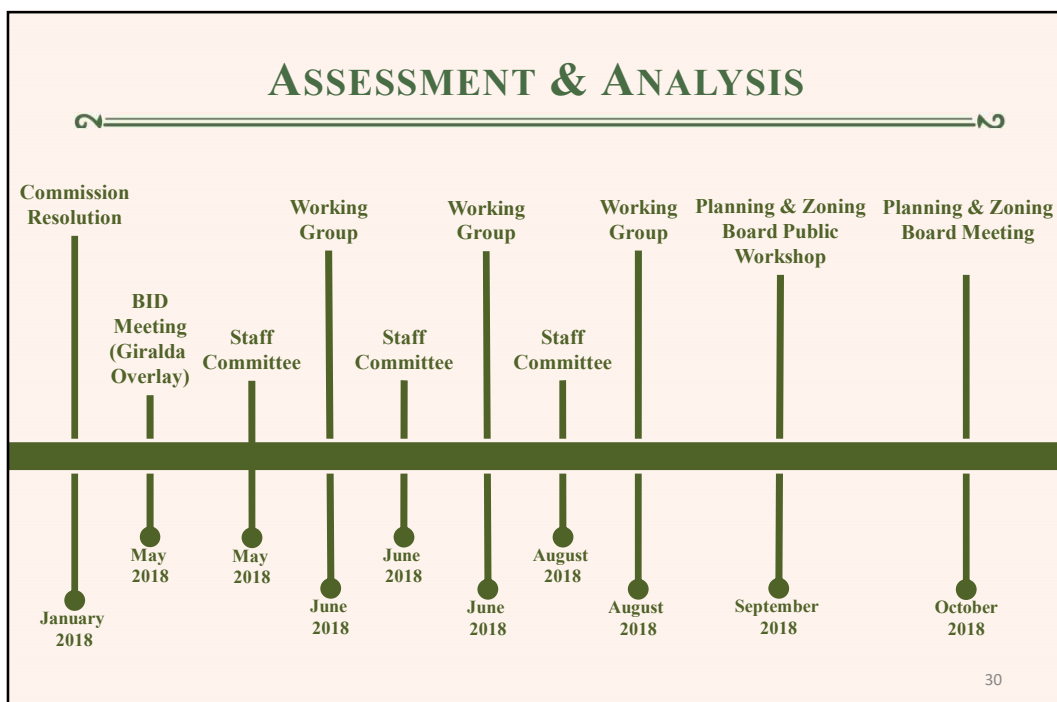 ASSESSMENT & ANALYSIS
Commission
Resolution
January
2018
BID
Meeting
(Giralda
Overlay)
May
2018
Staff
Committee
May
2018
Working
Group
June
2018
Staff
Committee
June
2018
Working
Group
June
2018
Staff
Committee
August
2018
Working
Group
August
2018
Planning & Zoning
Board Public
Workshop
September
2018
Planning & Zoning
Board Meeting
October
2018
30